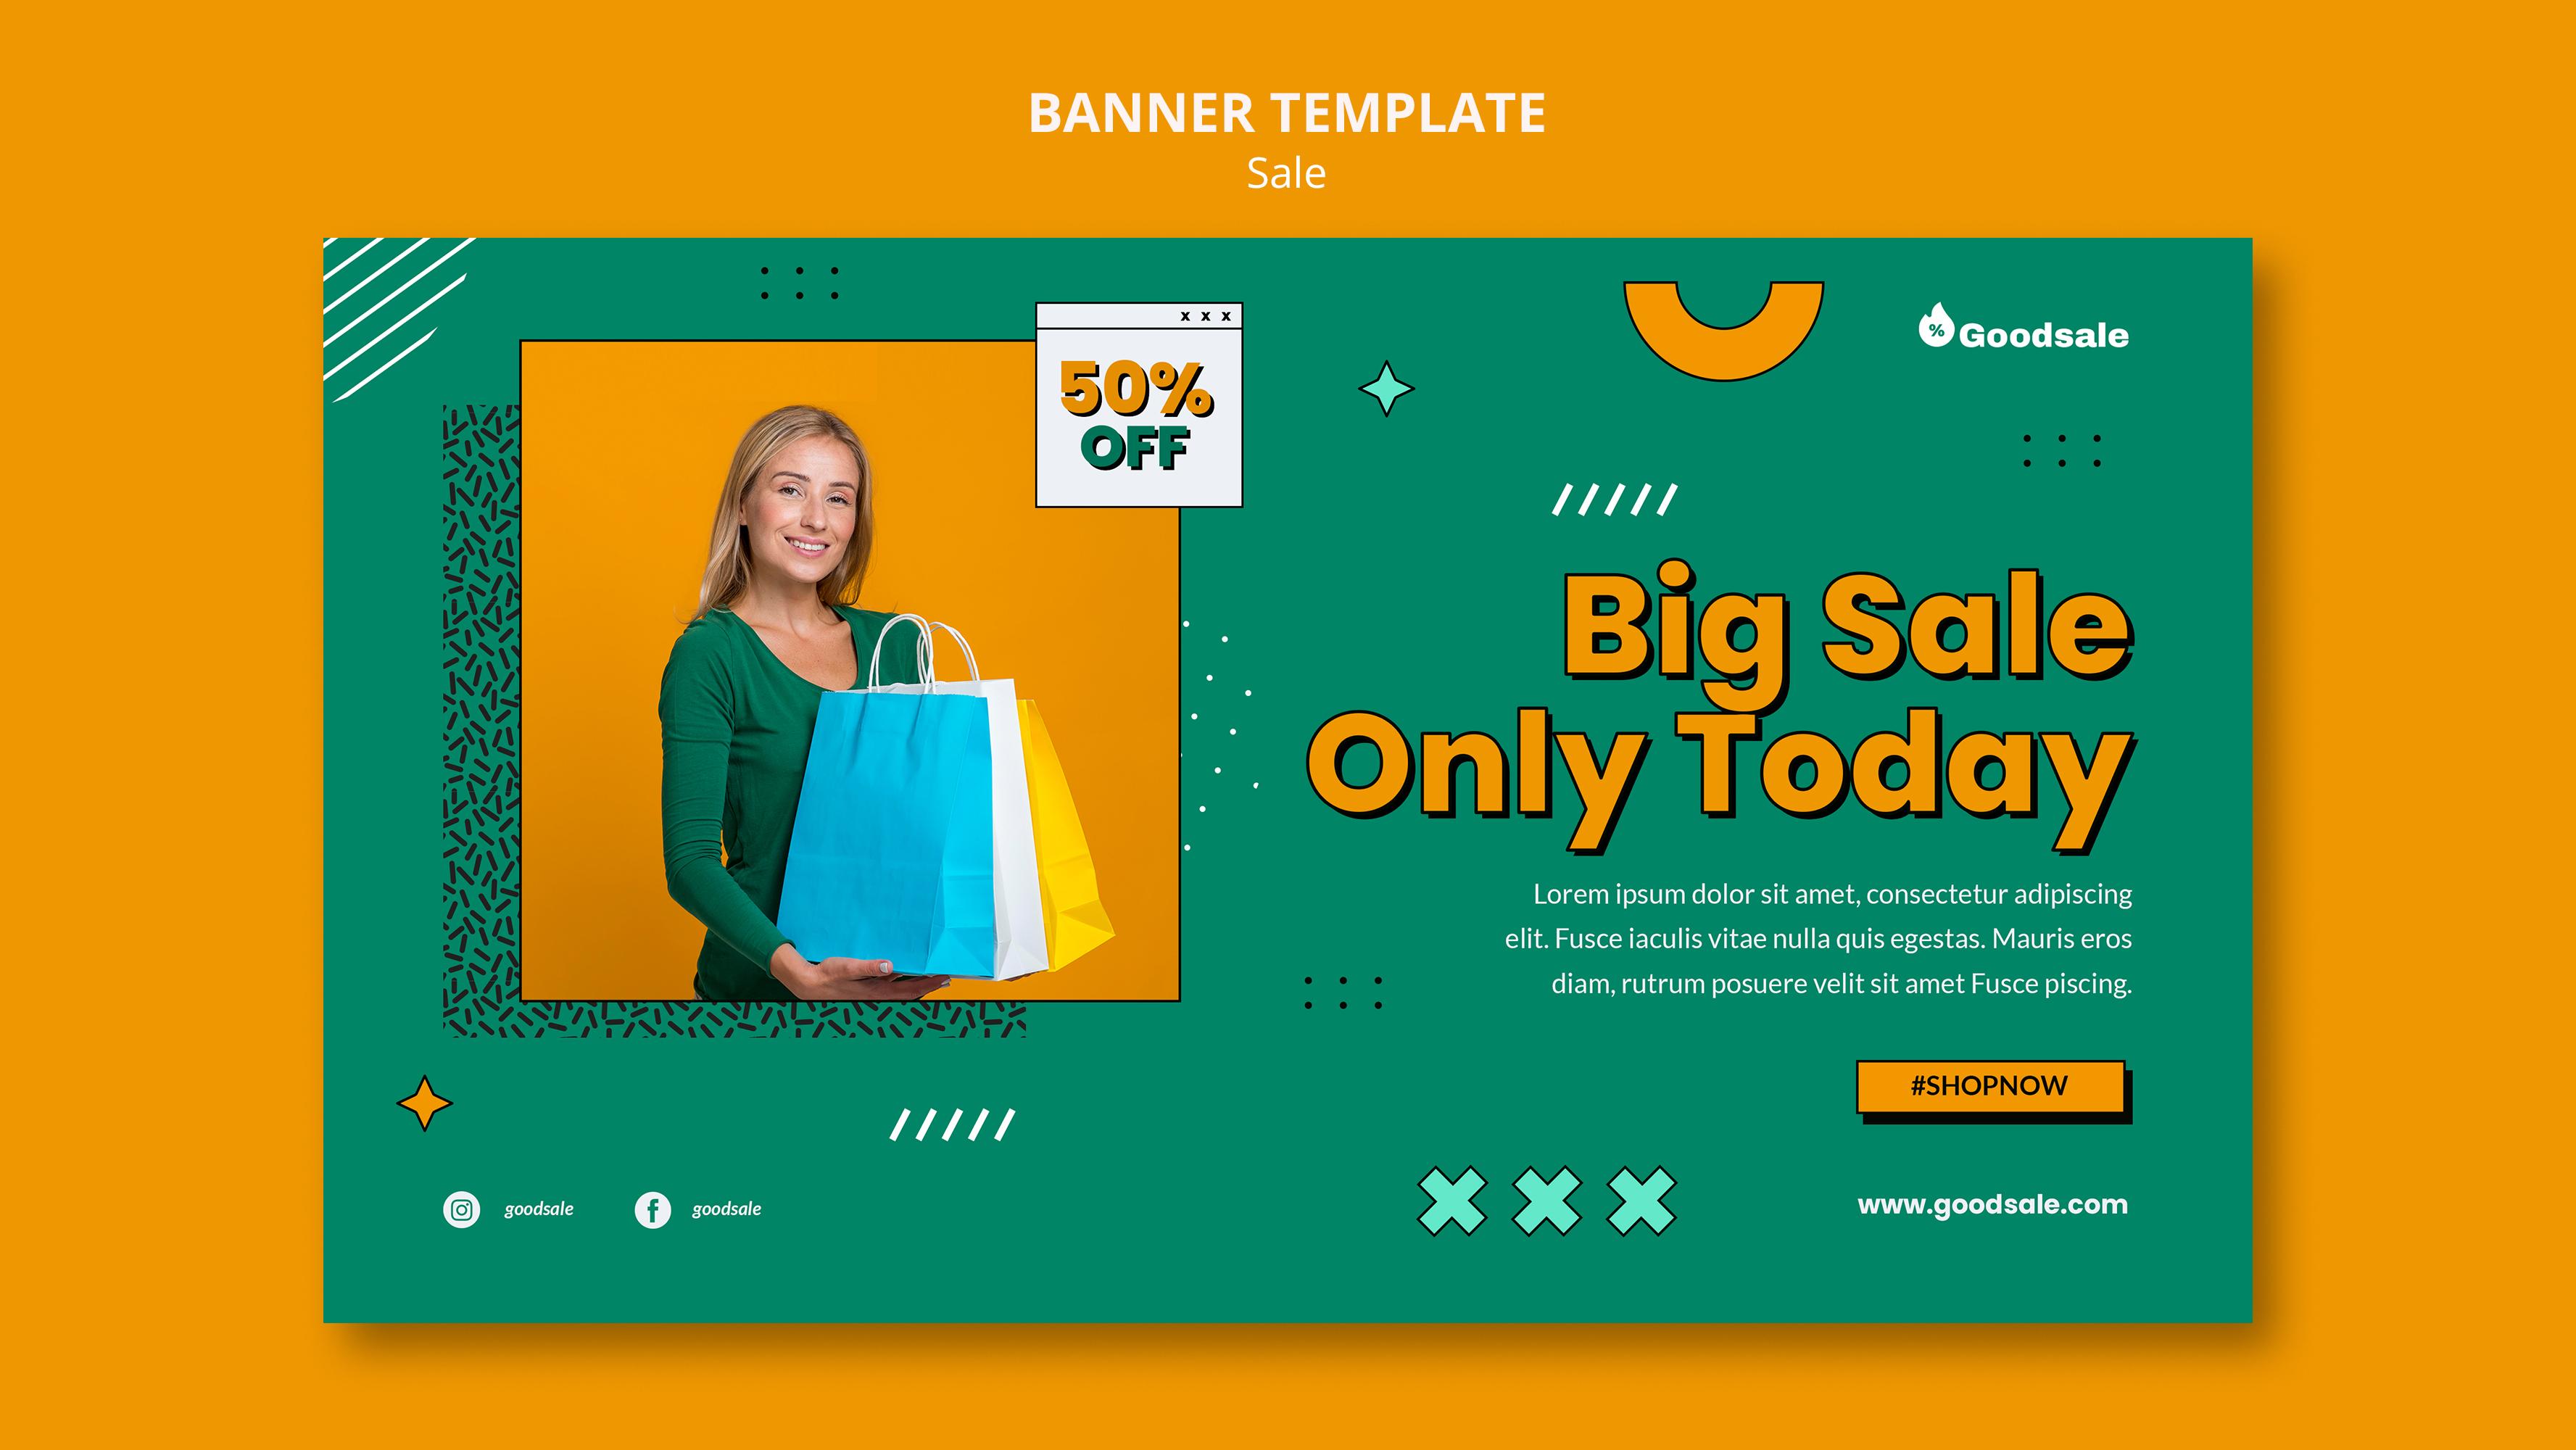 BANNER TEMPLATE
Sale
x x x
50%
OFF
% Goodsale
Big Sale
Only Today
Lorem ipsum dolor sit amet, consectetur adipiscing
elit. Fusce iaculis vitae nulla quis egestas. Mauris eros
diam, rutrum posuere velit sit amet Fusce piscing.
#SHOPNOW
goodsale
goodsale
www.goodsale.com